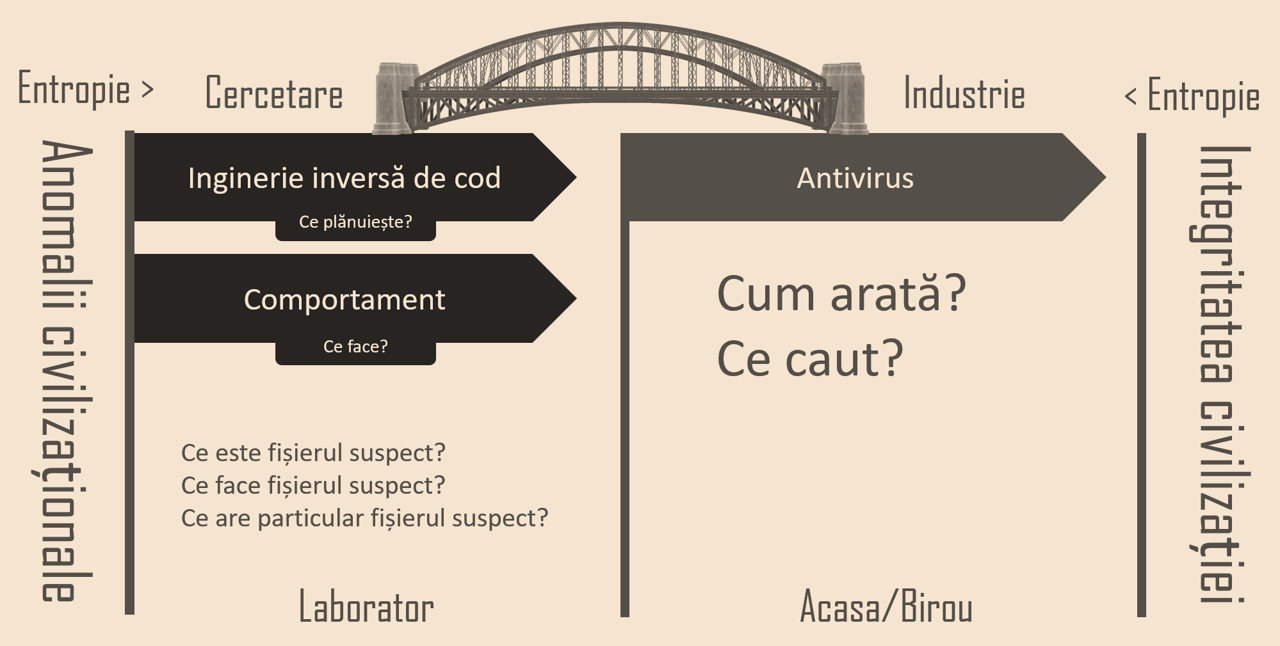 Entropie >
Cercetare
Industrie
< Entropie
Anomalii civilizaționale
Inginerie inversă de cod
Ce plănuiește?
Comportament
Ce face?
Ce este fișierul suspect?
Ce face fișierul suspect?
Ce are particular fișierul suspect?
Laborator
Antivirus
Cum arată?
Ce caut?
Acasa/Birou
Integritatea civilizației